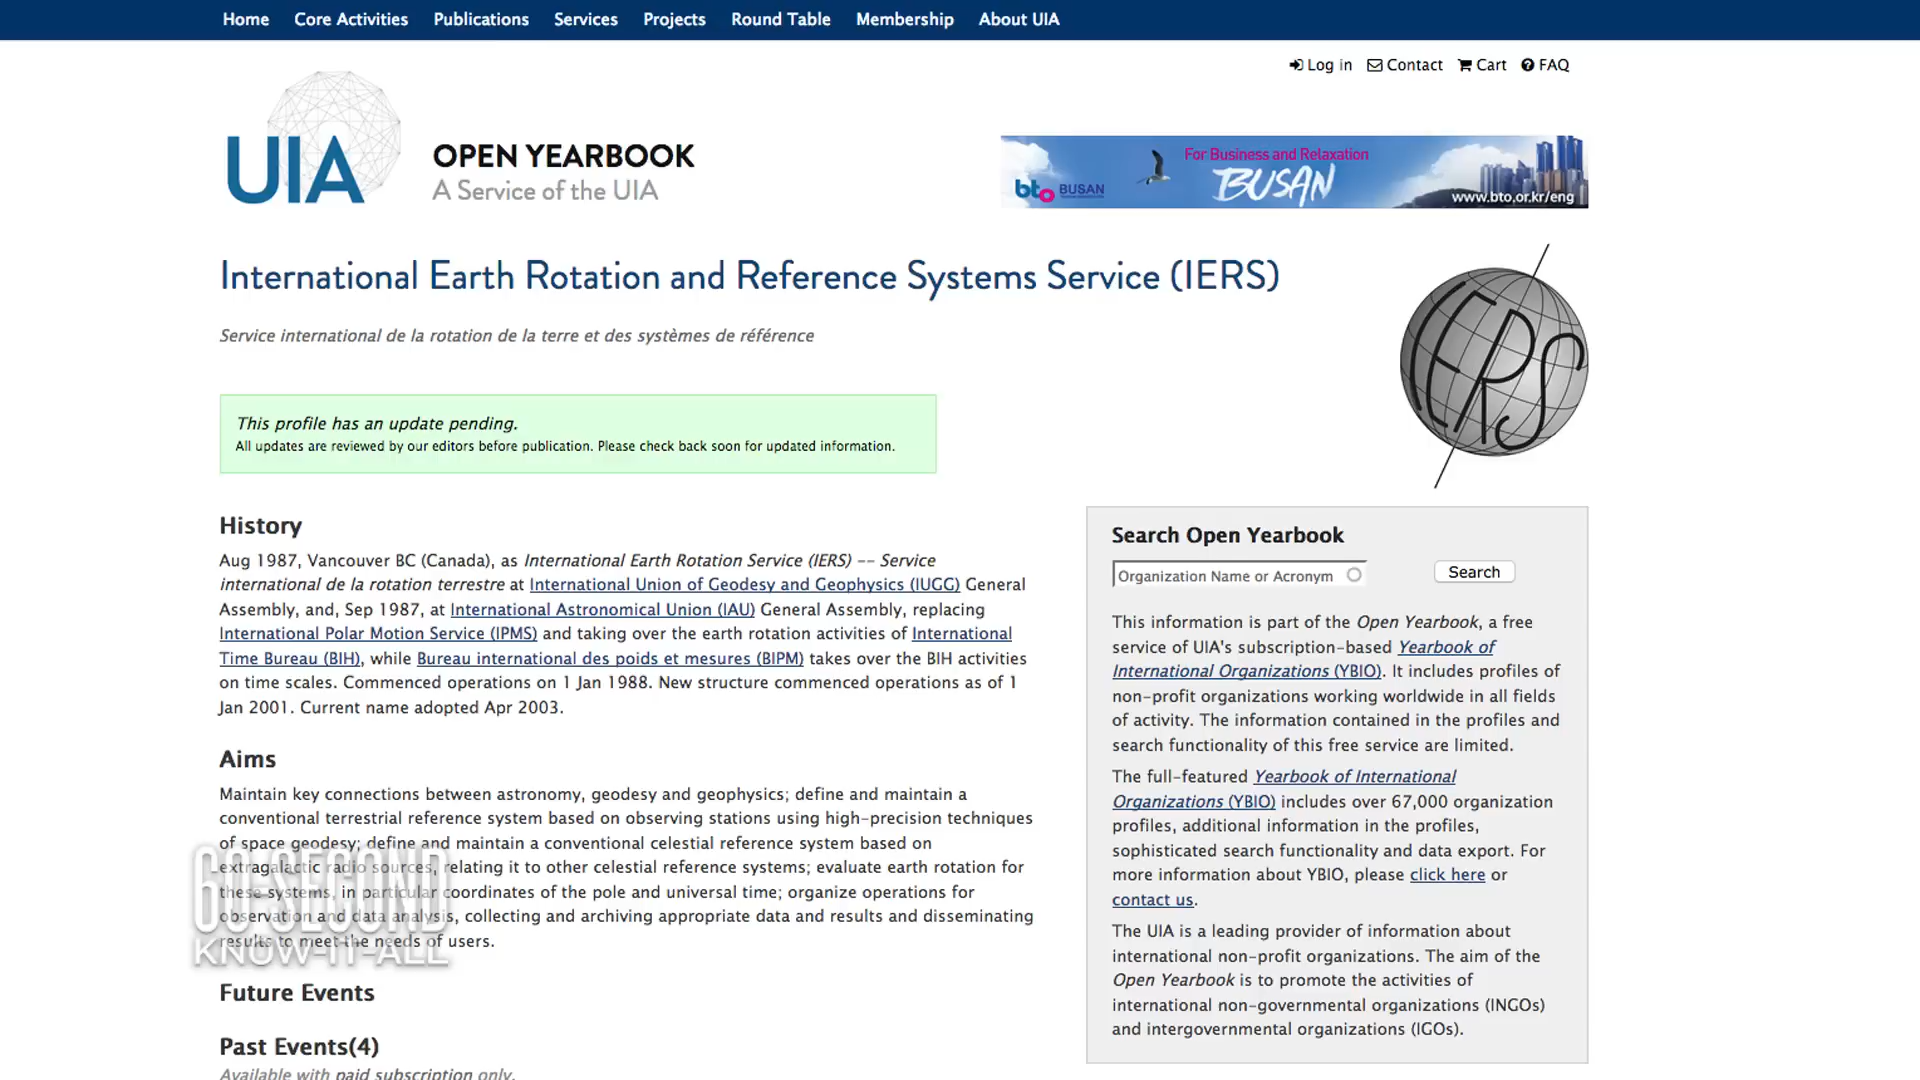 Home Core Activities Publications Services Projects Round Table Membership About UIA
Log in Contact Cart FAQ
UIA
OPEN YEARBOOK
A Service of the UIA
For Business and Relaxation
bto BUSAN
BUSAN
www.bto.or.kr/eng
International Earth Rotation and Reference Systems Service (IERS)
Service international de la rotation de la terre et des systèmes de référence
IERS
This profile has an update pending.
All updates are reviewed by our editors before publication. Please check back soon for updated information.
History
Aug 1987, Vancouver BC (Canada), as International Earth Rotation Service (IERS) -- Service
international de la rotation terrestre at International Union of Geodesy and Geophysics (IUGG) General
Assembly, and, Sep 1987, at International Astronomical Union (IAU) General Assembly, replacing
International Polar Motion Service (IPMS) and taking over the earth rotation activities of International
Time Bureau (BIH), while Bureau international des poids et mesures (BIPM) takes over the BIH activities
on time scales. Commenced operations on 1 Jan 1988. New structure commenced operations as of 1
Jan 2001. Current name adopted Apr 2003.
Aims
Maintain key connections between astronomy, geodesy and geophysics; define and maintain a
conventional terrestrial reference system based on observing stations using high-precision techniques
of space geodesy; define and maintain a conventional celestial reference system based on
extragalactic radio sources, relating it to other celestial reference systems; evaluate earth rotation for
these systems, in particular coordinates of the pole and universal time; organize operations for
observation and data analysis, collecting and archiving appropriate data and results and disseminating
results to meet the needs of users.
60-SECOND
KNOW-IT-ALL
Future Events
Past Events(4)
Available with paid subscription only.
Search Open Yearbook
Organization Name or Acronym Search
This information is part of the Open Yearbook, a free
service of UIA's subscription-based Yearbook of
International Organizations (YBIO). It includes profiles of
non-profit organizations working worldwide in all fields
of activity. The information contained in the profiles and
search functionality of this free service are limited.
The full-featured Yearbook of International
Organizations (YBIO) includes over 67,000 organization
profiles, additional information in the profiles,
sophisticated search functionality and data export. For
more information about YBIO, please click here or
contact us.
The UIA is a leading provider of information about
international non-profit organizations. The aim of the
Open Yearbook is to promote the activities of
international non-governmental organizations (INGOs)
and intergovernmental organizations (IGOs).